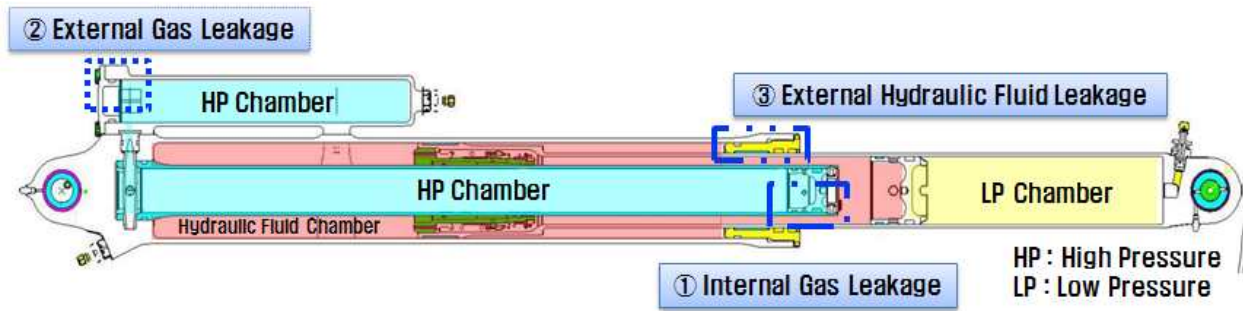 ② External Gas Leakage
HP Chamber
③ External Hydraulic Fluid Leakage
HP Chamber
LP Chamber
Hydraulic Fluid Chamber
① Internal Gas Leakage
HP : High Pressure
LP : Low Pressure